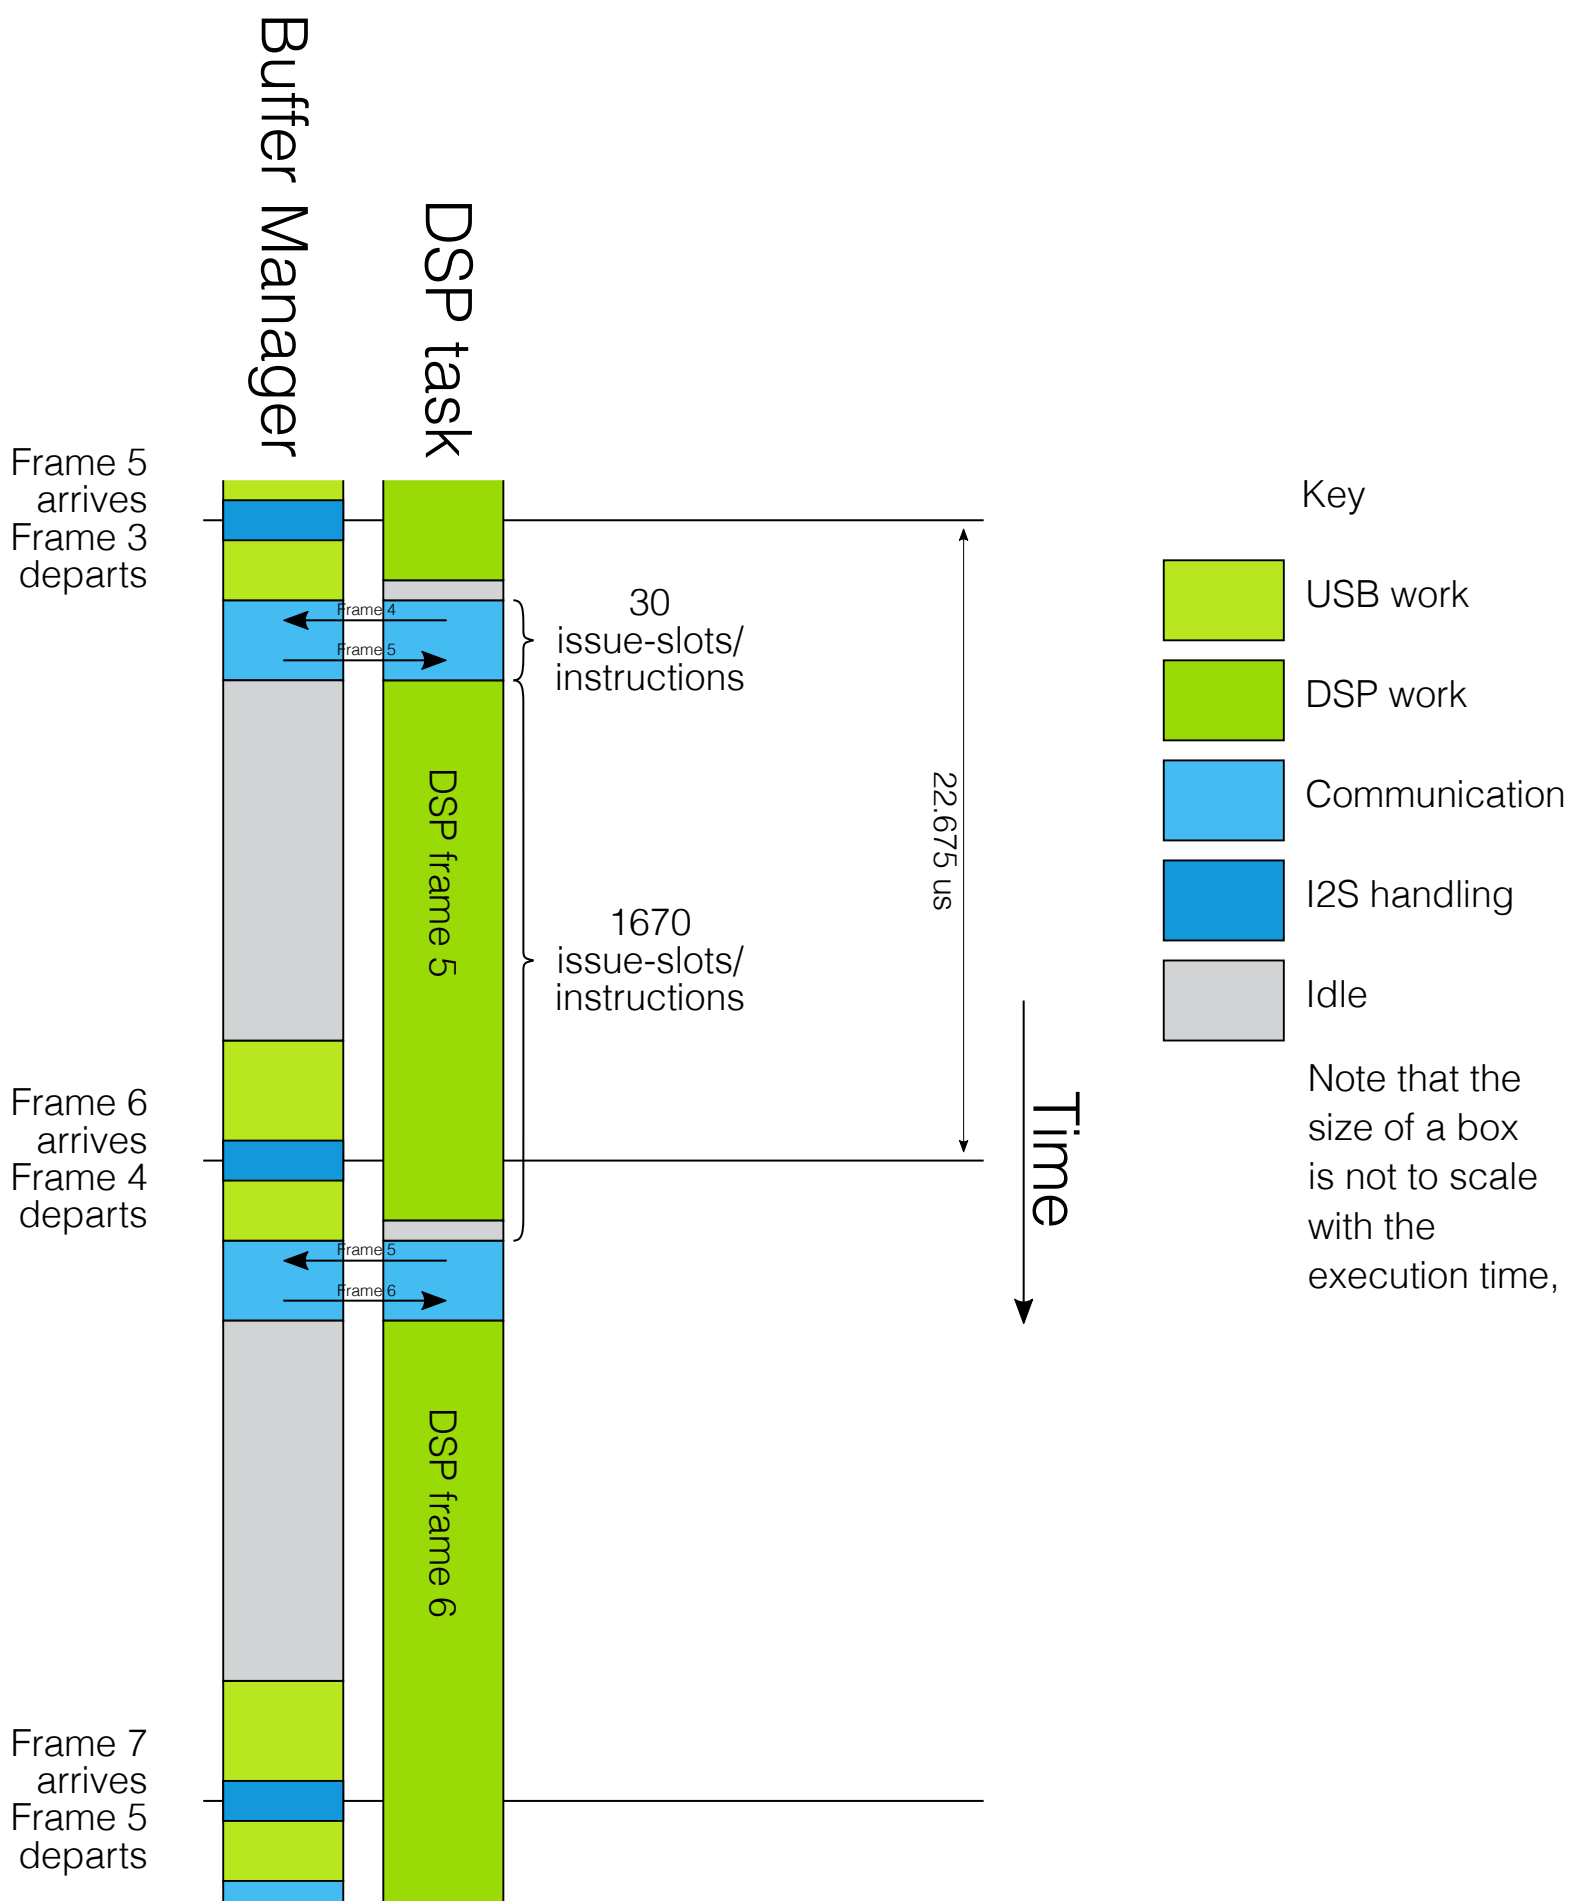 Buffer Manager
DSP task
Frame 5
arrives
Frame 3
departs
Frame 4
Frame 5
30
issue-slots/
instructions
DSP frame 5
1670
issue-slots/
instructions
22.675 us
Time
Frame 6
arrives
Frame 4
departs
Frame 5
Frame 6
DSP frame 6
Frame 7
arrives
Frame 5
departs
Key
USB work
DSP work
Communication
I2S handling
Idle
Note that the
size of a box
is not to scale
with the
execution time,